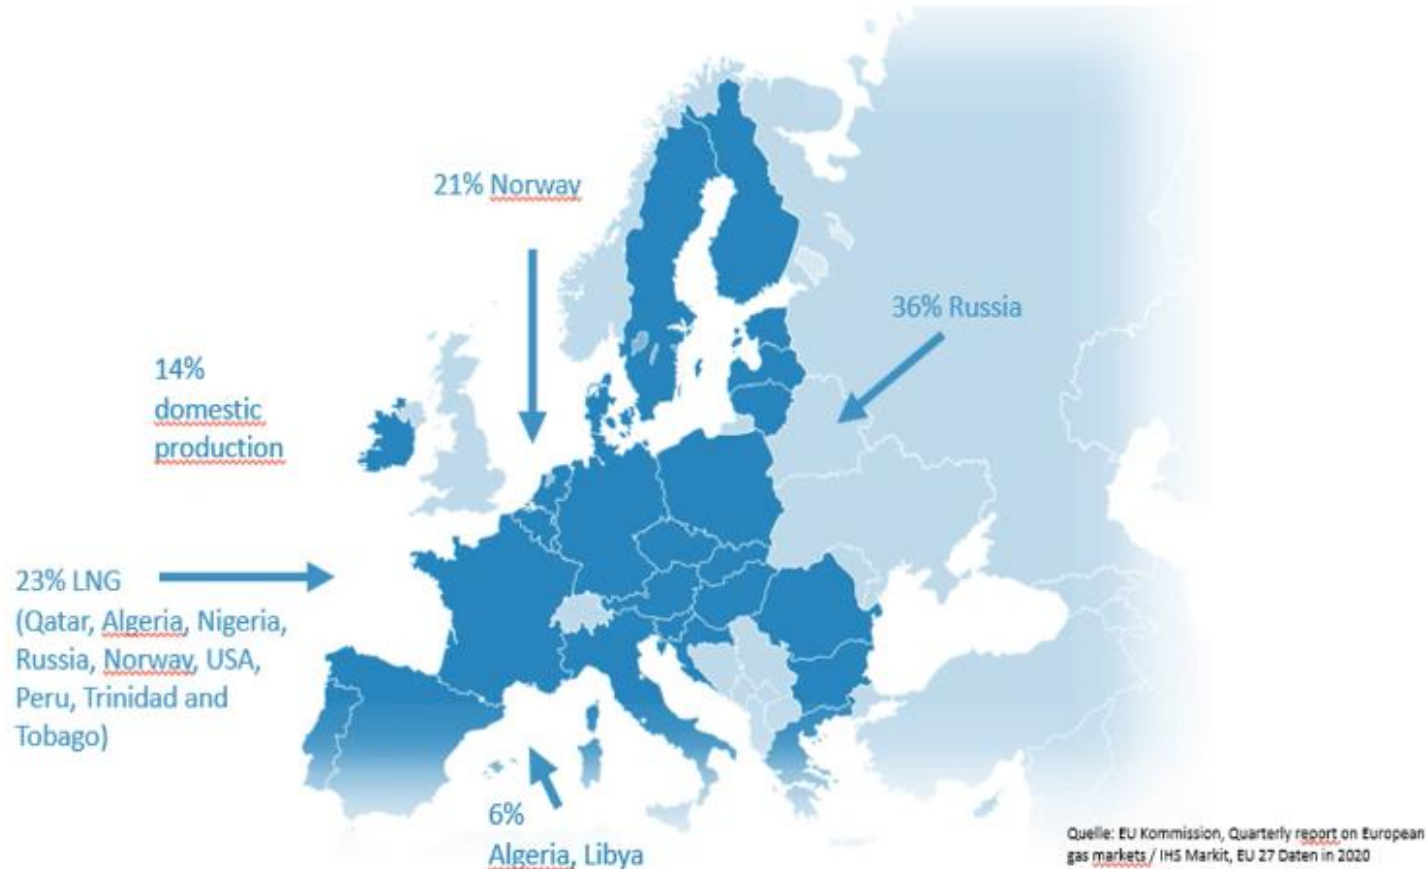 21% Norway
36% Russia
14%
domestic
production
23% LNG
(Qatar, Algeria, Nigeria,
Russia, Norway, USA,
Peru, Trinidad and
Tobago)
6%
Algeria, Libya
Quelle: EU Kommission, Quarterly report on European
gas markets / IHS Markit, EU 27 Daten in 2020